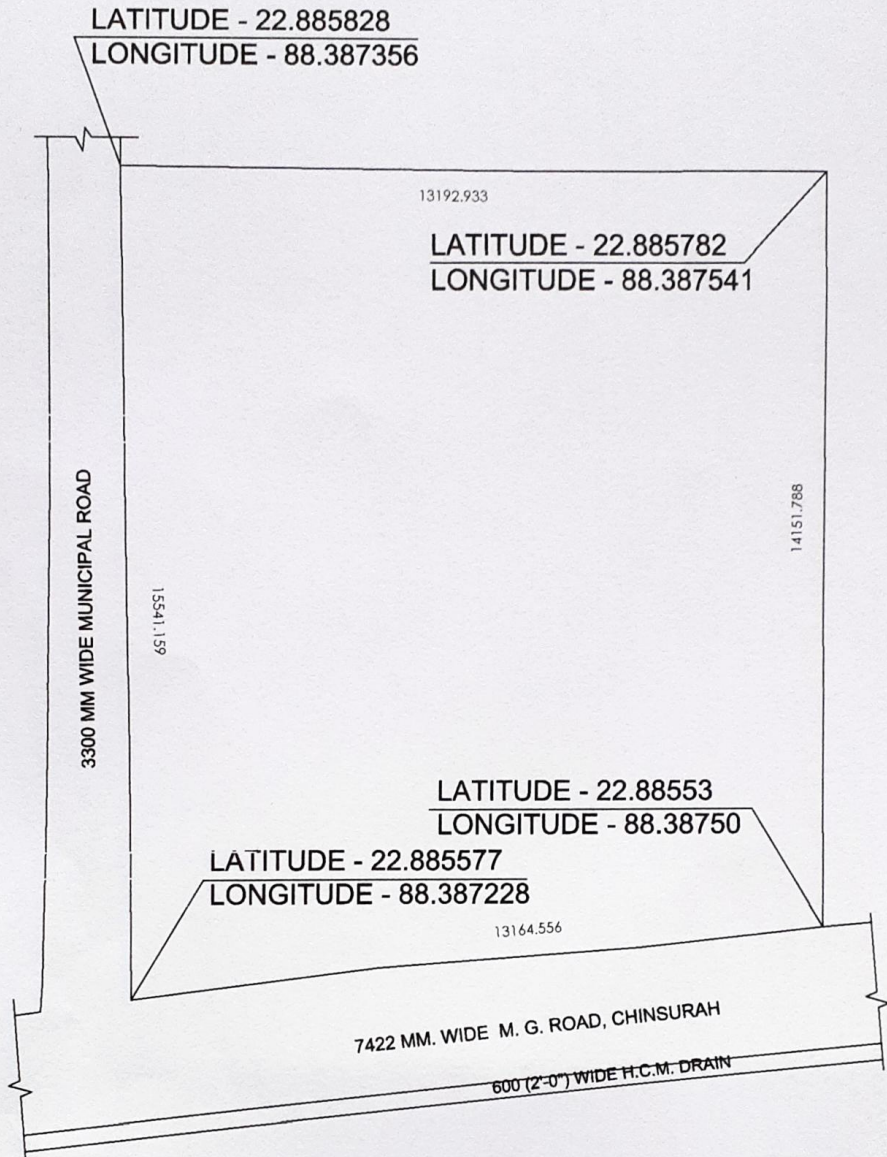 LATITUDE - 22.885828
LONGITUDE - 88.387356
13192.933
LATITUDE - 22.885782
LONGITUDE - 88.387541
3300 MM WIDE MUNICIPAL ROAD
15541.159
14151.788
LATITUDE - 22.88553
LONGITUDE - 88.38750
LATITUDE - 22.885577
LONGITUDE - 88.387228
13164.556
7422 MM. WIDE M. G. ROAD, CHINSURAH
600 (2'-0") WIDE H.C.M. DRAIN